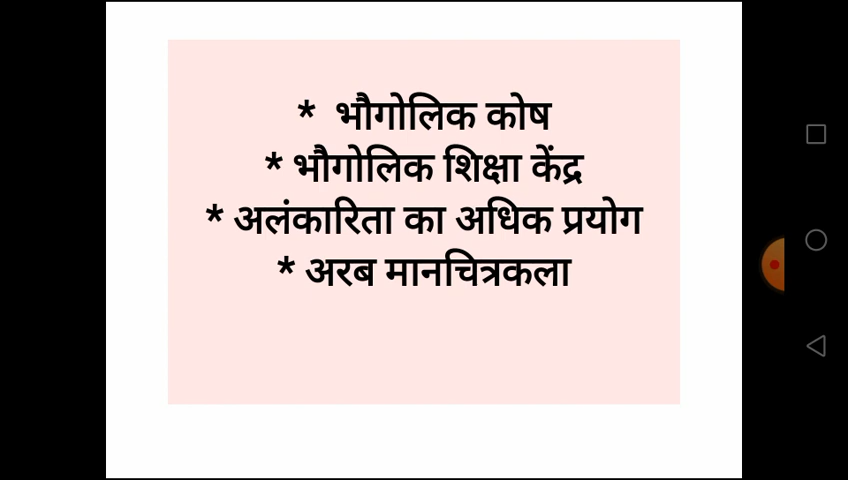 * भौगोलिक कोष
* भौगोलिक शिक्षा केंद्र
* अलंकारिता का अधिक प्रयोग
* अरब मानचित्रकला